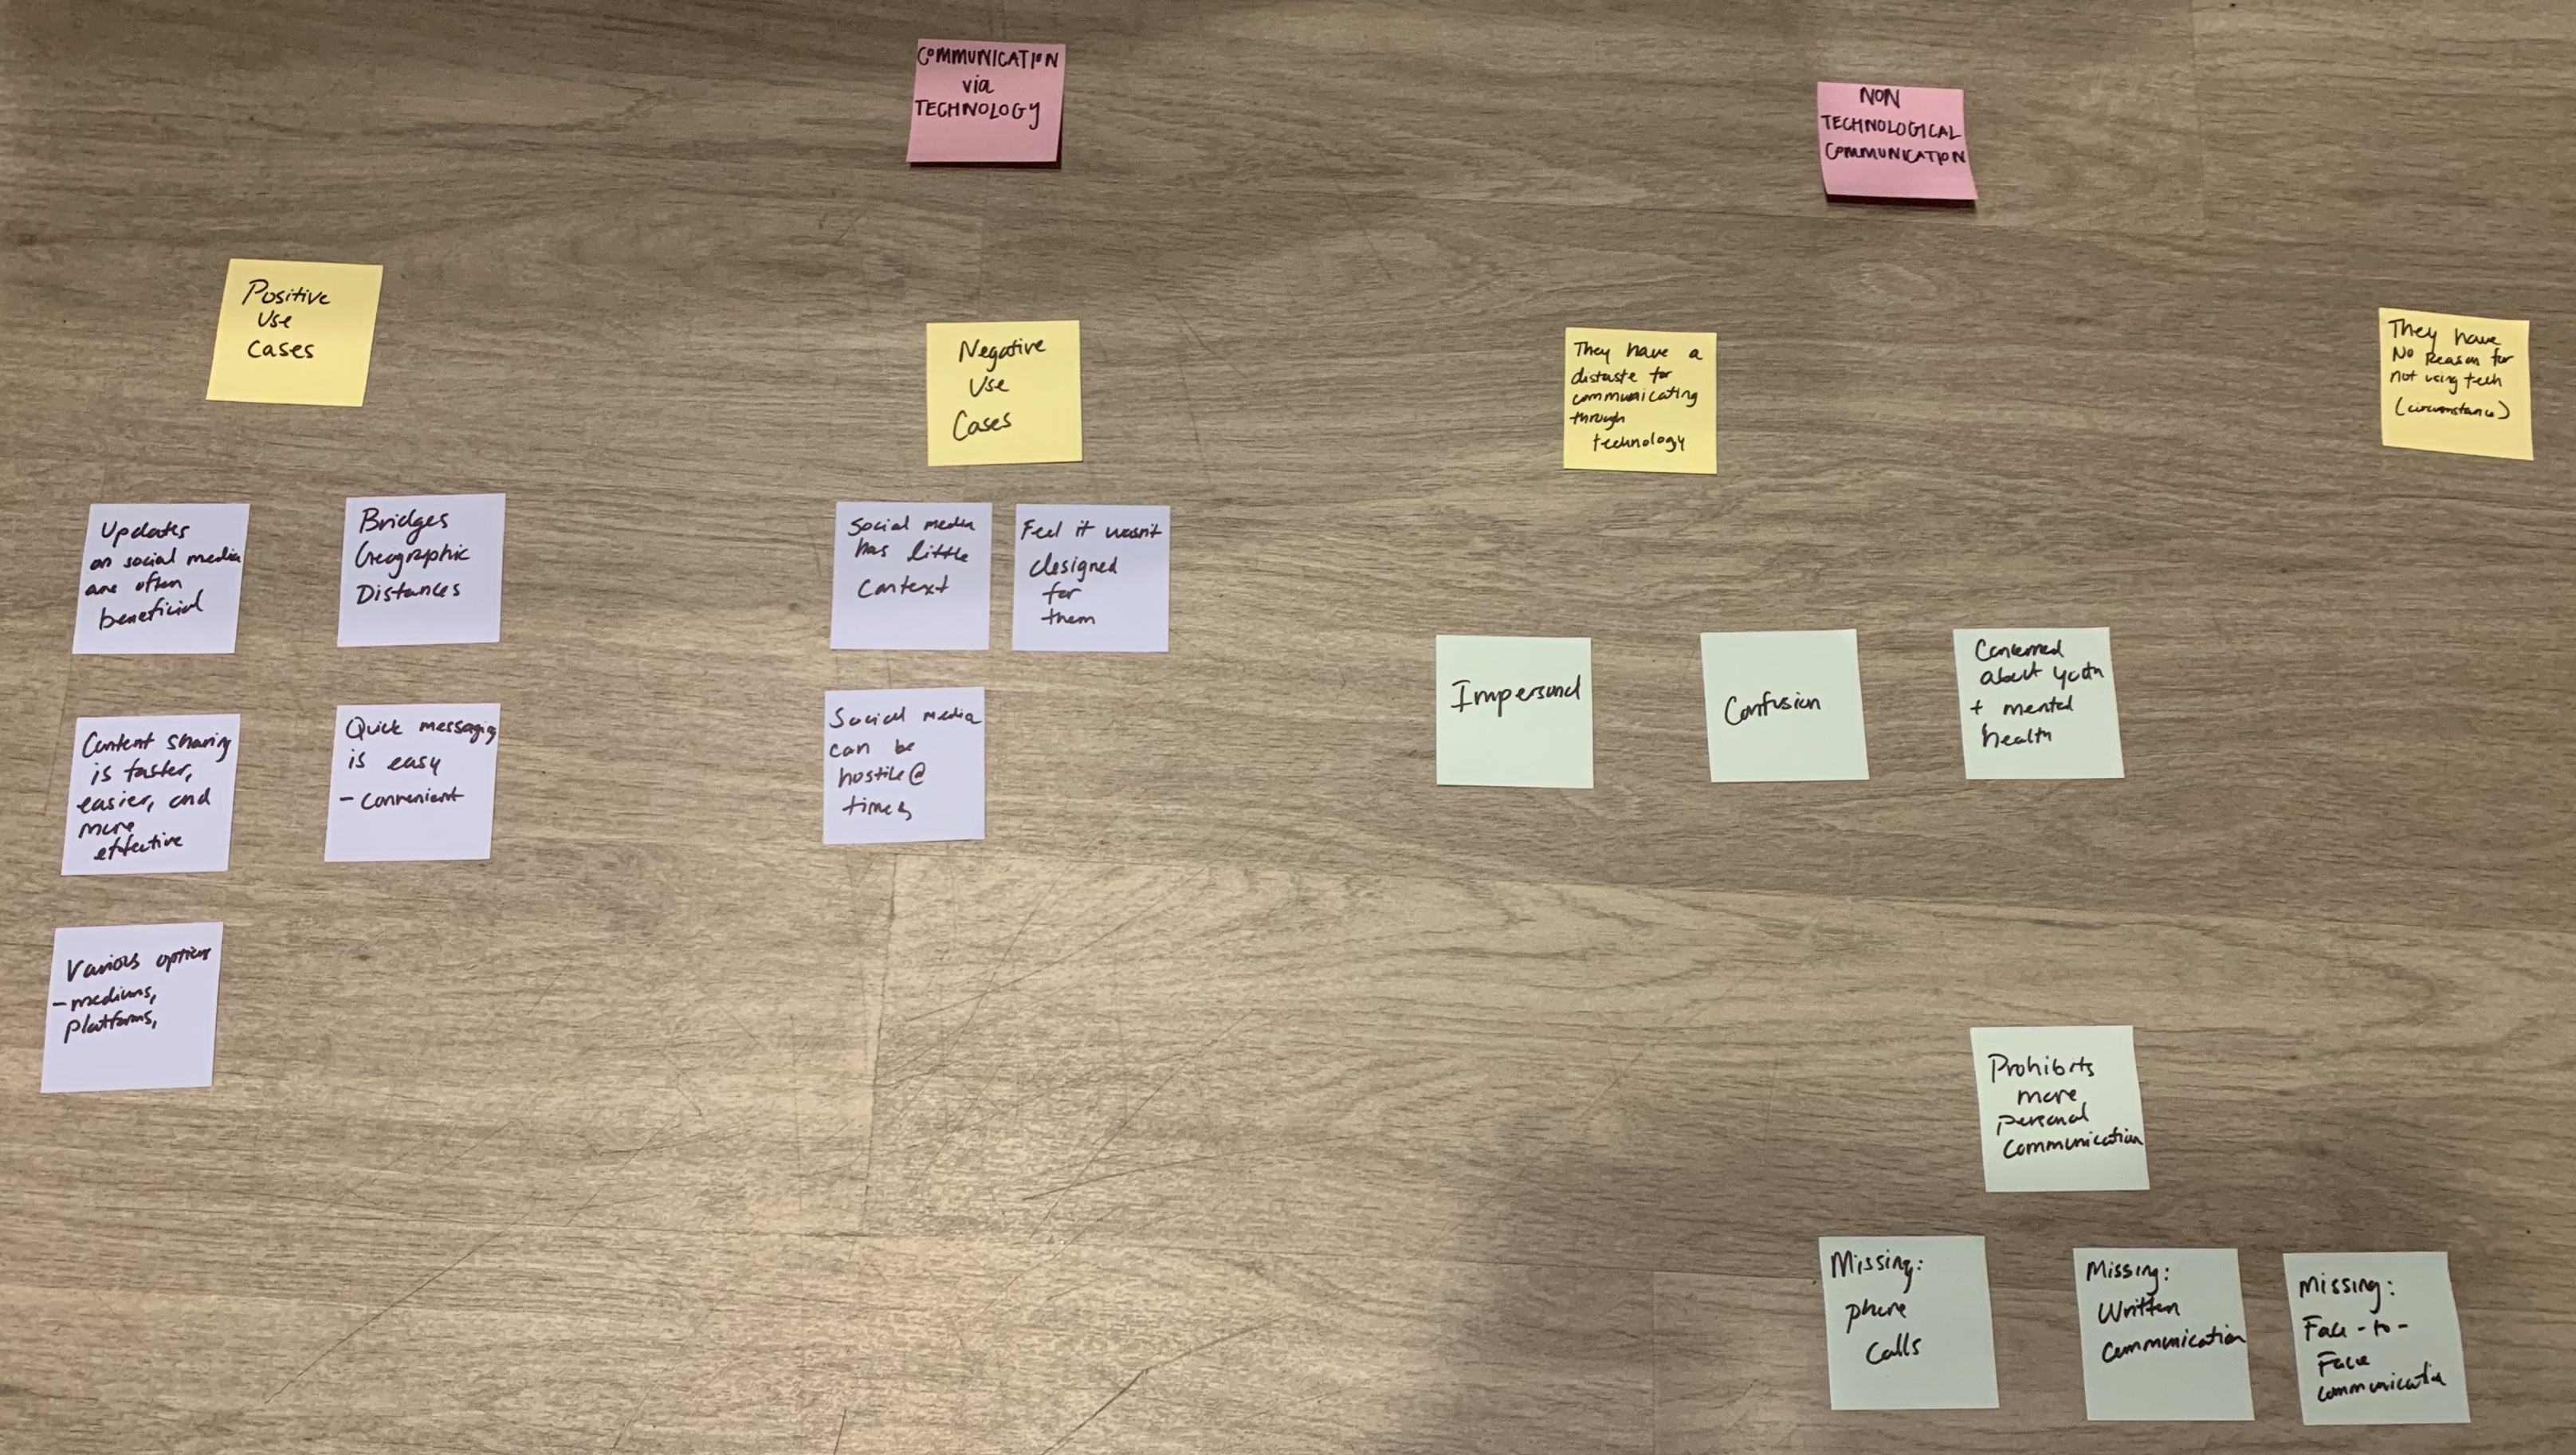 COMMUNICATION
via
TECHNOLOGY
NON
TECHNOLOGICAL
COMMUNICATION
Positive
Use
Cases
Negative
Use
Cases
They have a
distaste for
communicating
through
technology
They have
No Reason for
not using tech
(circumstance)
Updates
on social media
are often
beneficial
Bridges
Geographic
Distances
Social media
has little
context
Feel it wasn't
designed
for
them
Content sharing
is faster,
easier, and
more
effective
Quick messaging
is easy
- convenient
Social media
can be
hostile @
times
Impersonal
Confusion
Concerned
about youth
+ mental
health
Various options
- mediums,
platforms,
Prohibits
more
personal
communication
Missing:
phone
calls
Missing:
Written
communication
Missing:
Face-to-
Face
communication